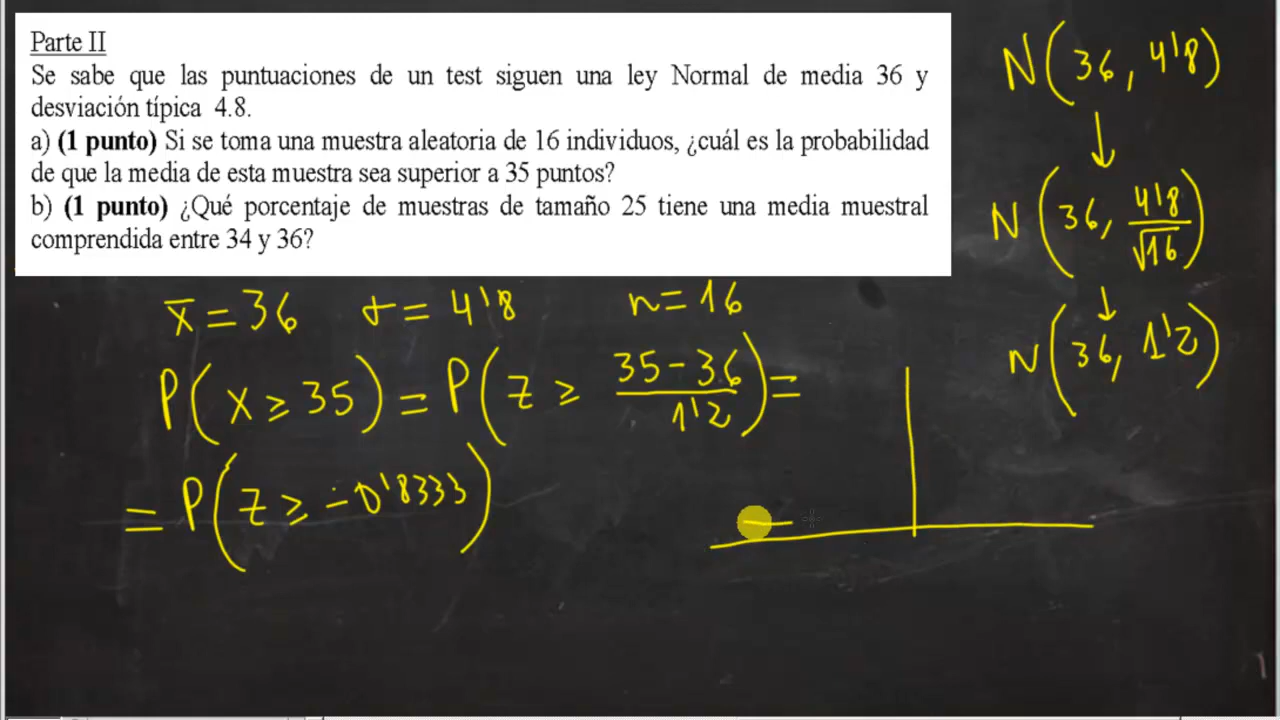 Parte II
Se sabe que las puntuaciones de un test siguen una ley Normal de media 36 y
desviación típica 4.8.
a) (1 punto) Si se toma una muestra aleatoria de 16 individuos, ¿cuál es la probabilidad
de que la media de esta muestra sea superior a 35 puntos?
b) (1 punto) ¿Qué porcentaje de muestras de tamaño 25 tiene una media muestral
comprendida entre 34 y 36?
N(36, 4'8)
↓
N(36, 4'8/√16)
↓
N(36, 1'2)
x̄ = 36 σ = 4'8 n = 16
P(x ≥ 35) = P(Z ≥ (35 - 36)/1'2) =
= P(Z ≥ -0'8333)